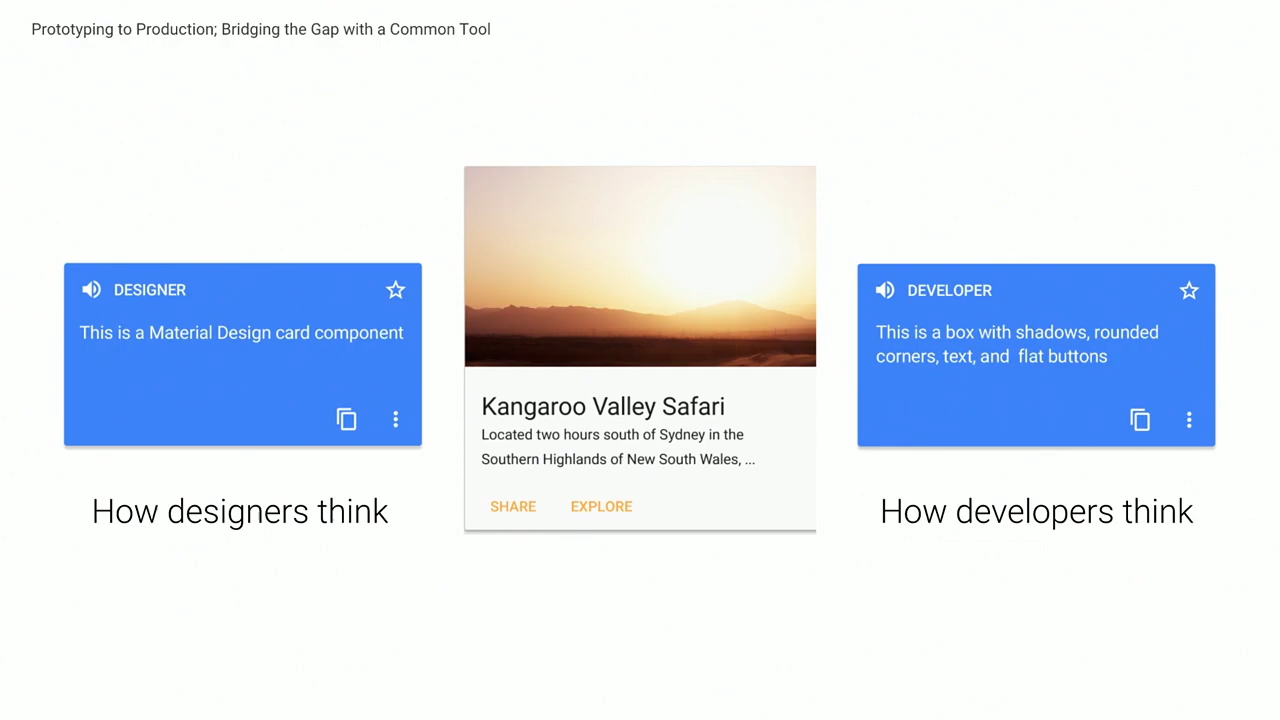 Prototyping to Production; Bridging the Gap with a Common Tool
DESIGNER
This is a Material Design card component
How designers think
Kangaroo Valley Safari
Located two hours south of Sydney in the
Southern Highlands of New South Wales, ...
SHARE EXPLORE
DEVELOPER
This is a box with shadows, rounded
corners, text, and flat buttons
How developers think